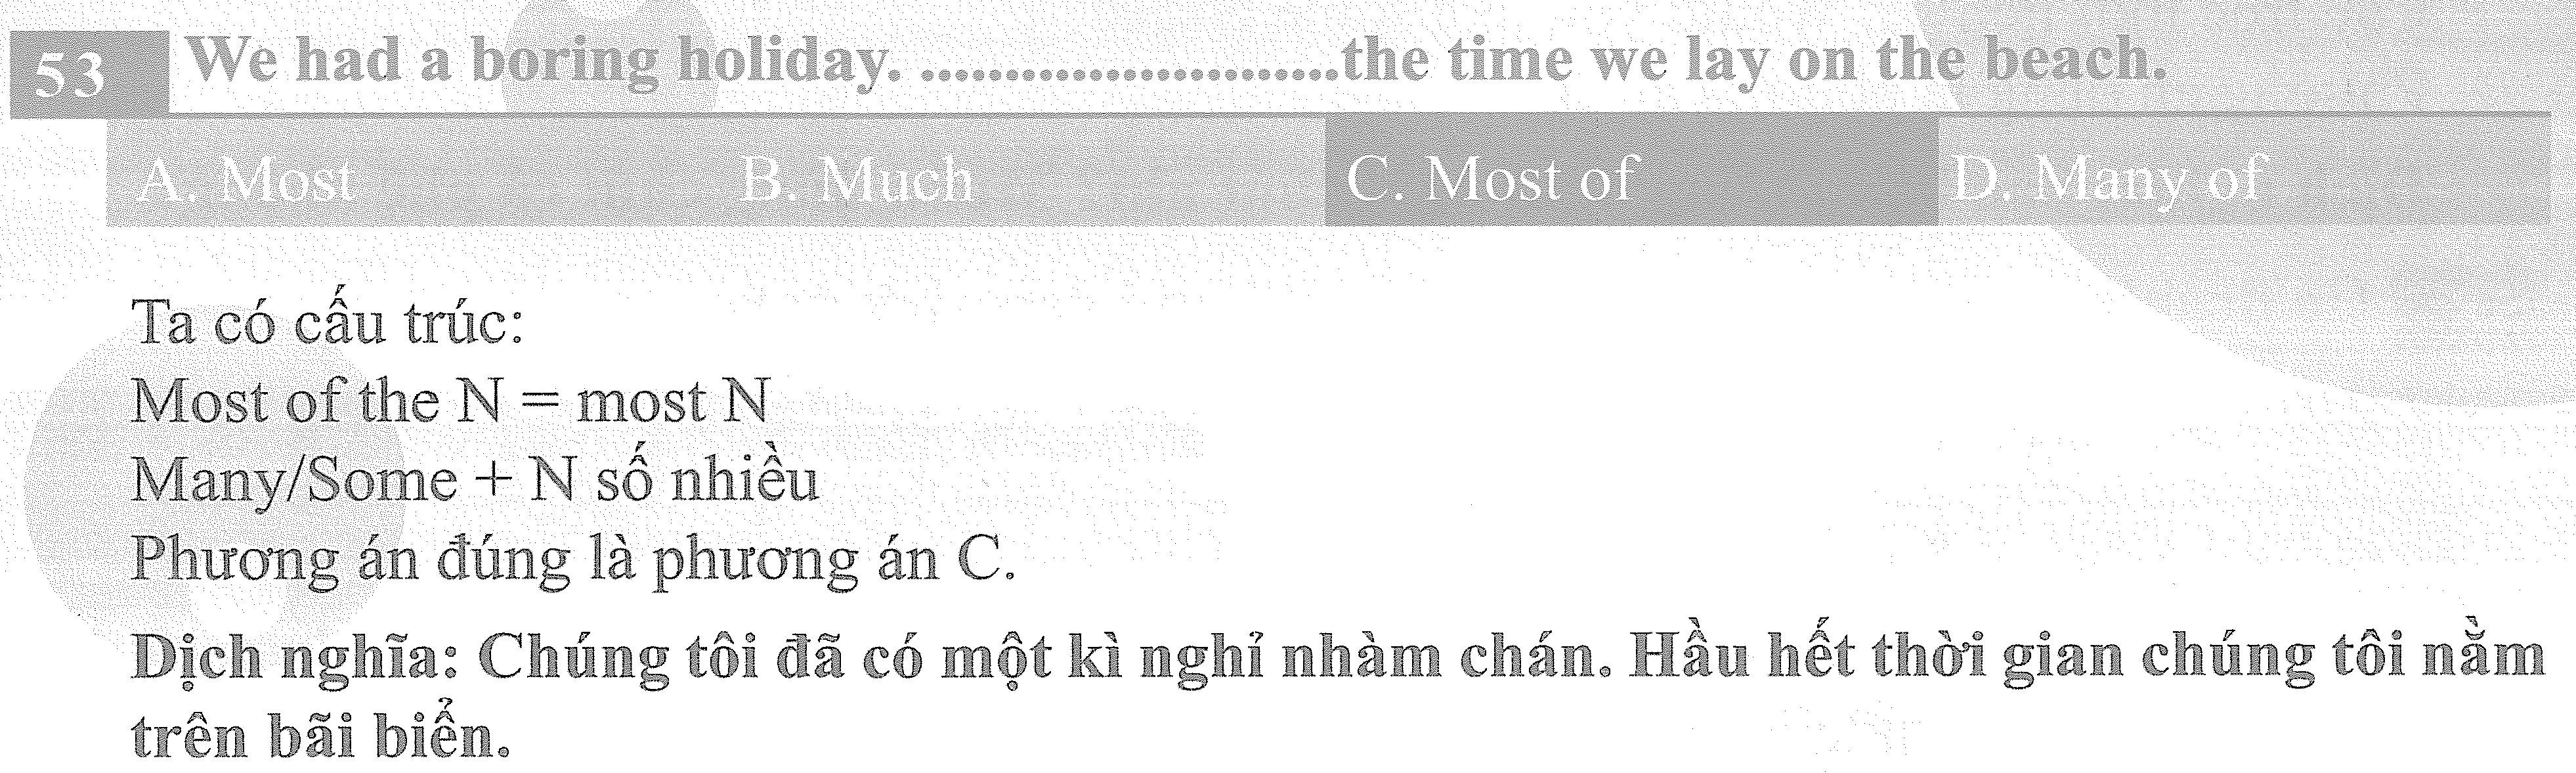 53 We had a boring holiday. .........................the time we lay on the beach.
A. Most B. Much C. Most of D. Many of
Ta có cấu trúc:
Most of the N = most N
Many/Some + N số nhiều
Phương án đúng là phương án C.
Dịch nghĩa: Chúng tôi đã có một kì nghỉ nhàm chán. Hầu hết thời gian chúng tôi nằm
trên bãi biển.